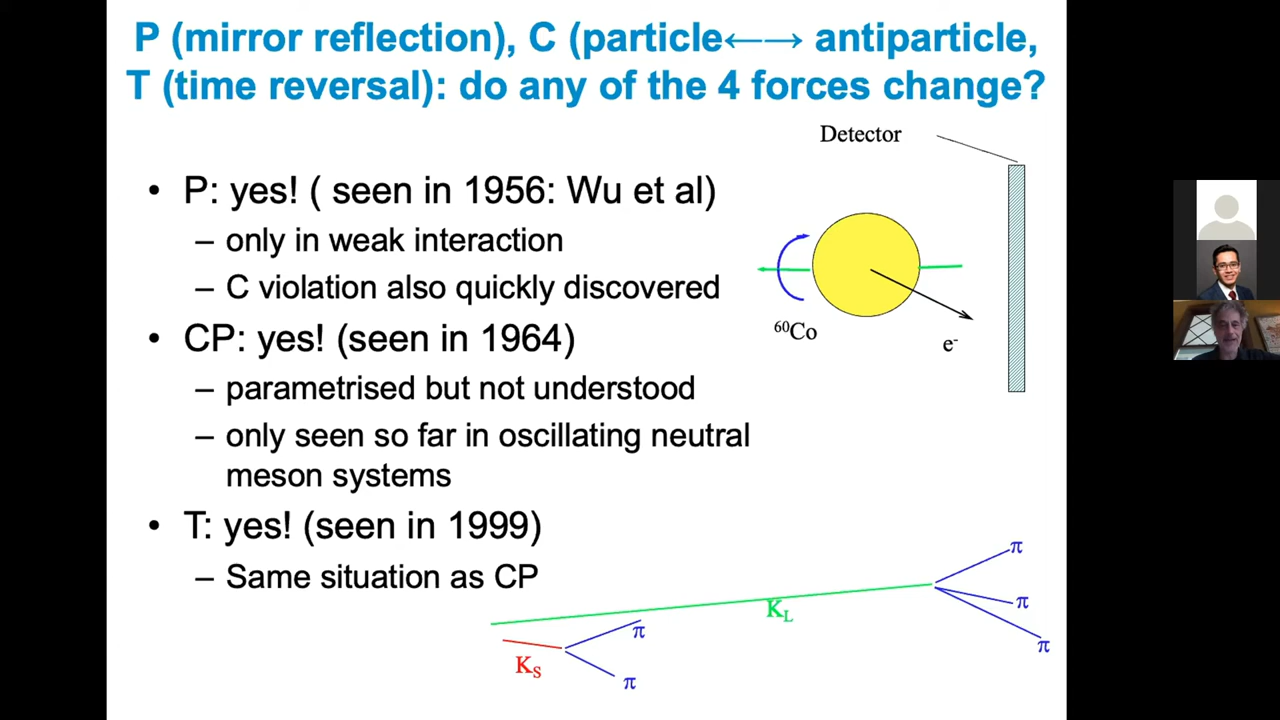 P (mirror reflection), C (particle←→ antiparticle,
T (time reversal): do any of the 4 forces change?
Detector
• P: yes! ( seen in 1956: Wu et al)
– only in weak interaction
– C violation also quickly discovered
⁶⁰Co
e⁻
• CP: yes! (seen in 1964)
– parametrised but not understood
– only seen so far in oscillating neutral
meson systems
• T: yes! (seen in 1999)
– Same situation as CP
π
π
π
K_L
π
K_S
π